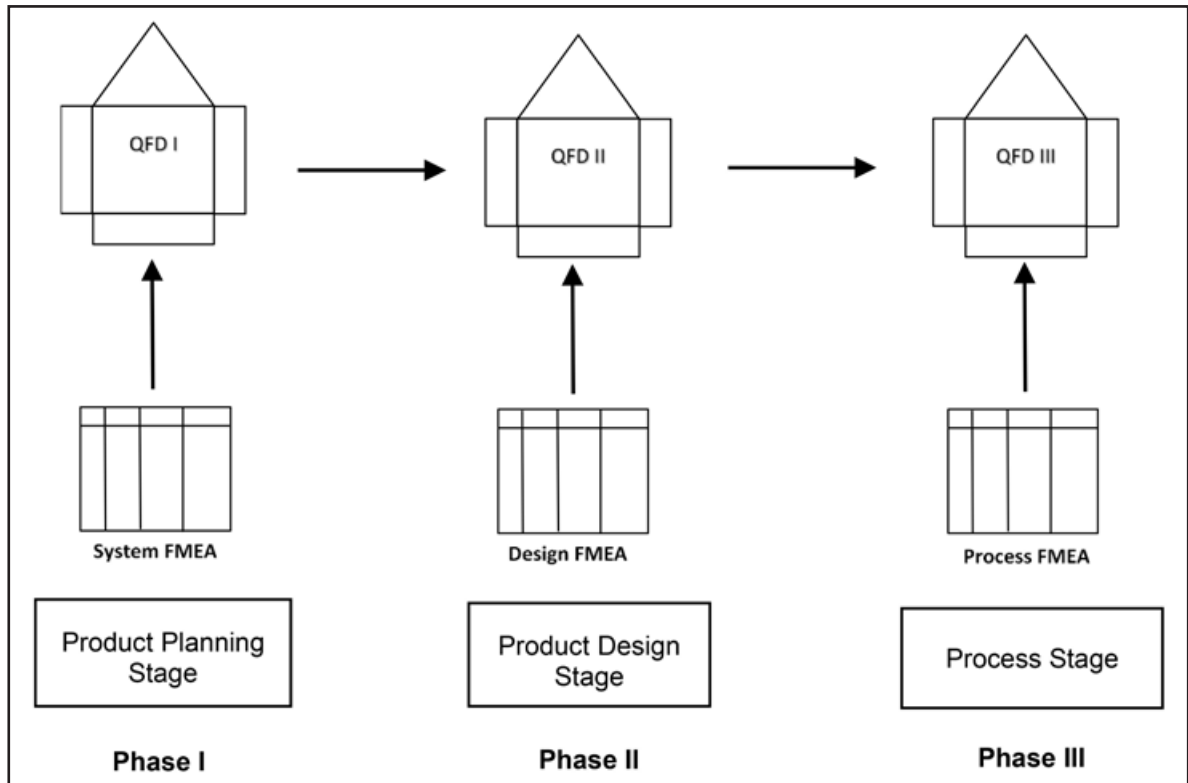 QFD I
QFD II
QFD III
System FMEA
Design FMEA
Process FMEA
Product Planning
Stage
Product Design
Stage
Process Stage
Phase I
Phase II
Phase III